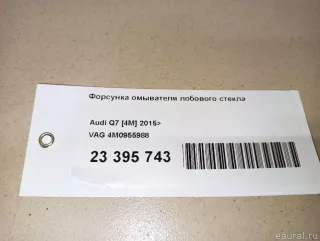 Форсунка омывателя лобового стекла
Audi Q7 [4M] 2015>
VAG 4M0955988
23 395 743
eaural.ru